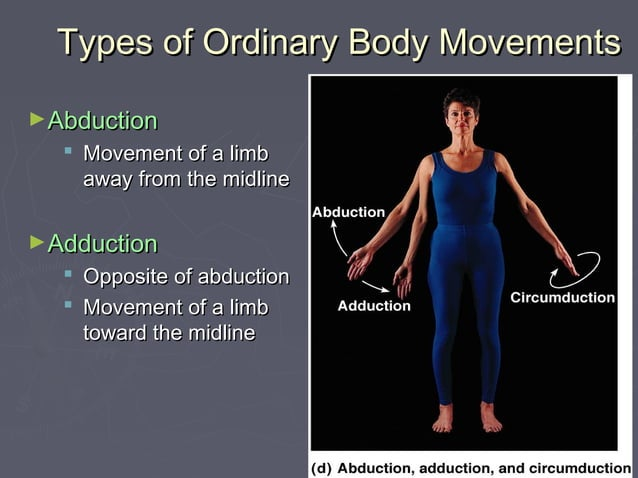 Types of Ordinary Body Movements
►Abduction
▪ Movement of a limb
away from the midline
►Adduction
▪ Opposite of abduction
▪ Movement of a limb
toward the midline
Abduction
Adduction
Circumduction
(d) Abduction, adduction, and circumduction